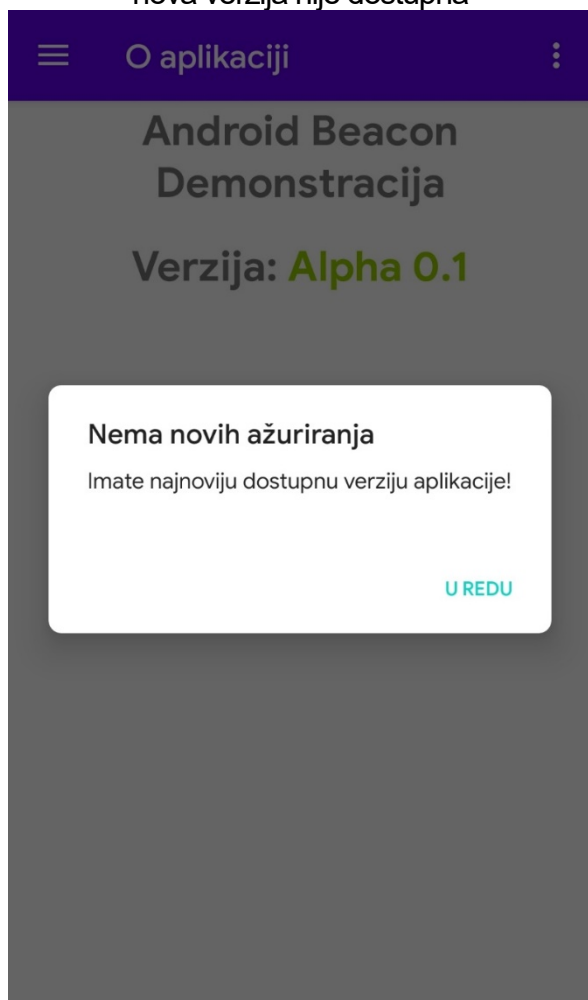 nova verzija nije dostupna
O aplikaciji
Android Beacon
Demonstracija
Verzija: Alpha 0.1
Nema novih ažuriranja
Imate najnoviju dostupnu verziju aplikacije!
U REDU